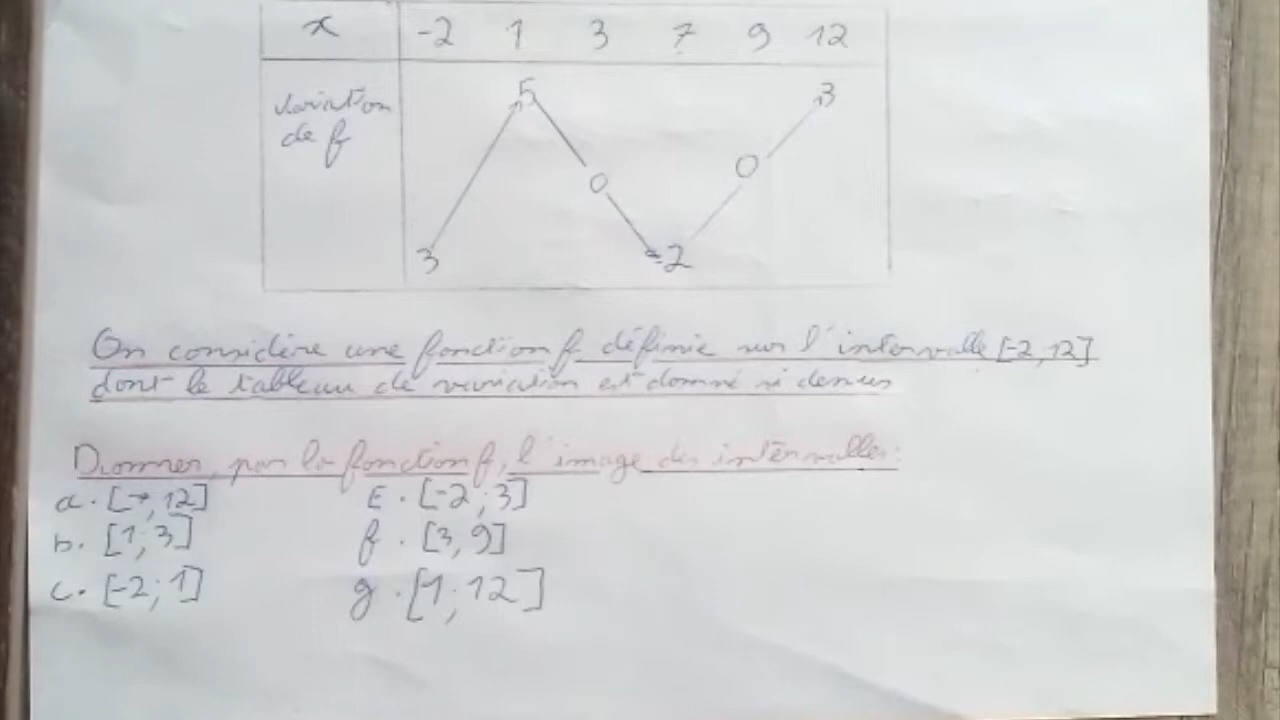 x -2 1 3 7 9 12
variation
de f
5 3
0 0
3 -2
On considère une fonction f définie sur l'intervalle [-2,12]
dont le tableau de variation est donné ci dessus
Donner, par la fonction f, l'image des intervalles:
a. [7,12] E. [-2;3]
b. [1;3] f. [3,9]
c. [-2;1] g. [1;12]